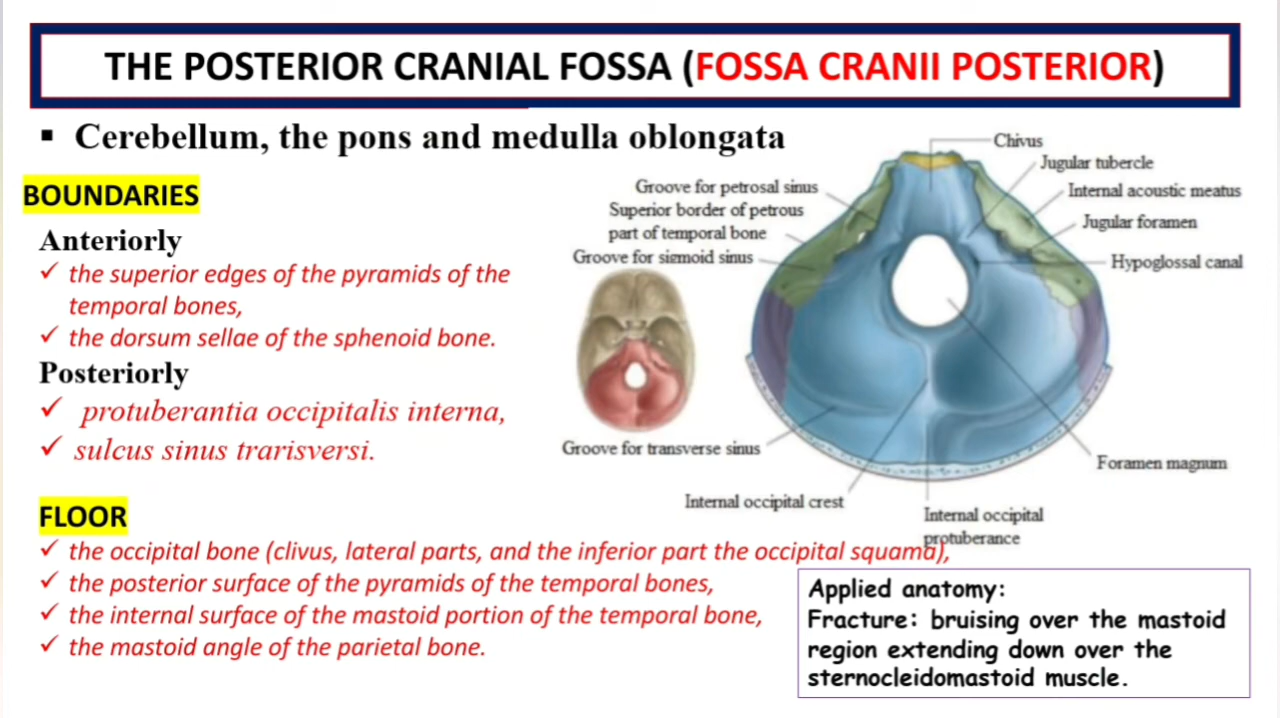 THE POSTERIOR CRANIAL FOSSA (FOSSA CRANII POSTERIOR)
▪ Cerebellum, the pons and medulla oblongata
BOUNDARIES
Anteriorly
✓ the superior edges of the pyramids of the
temporal bones,
✓ the dorsum sellae of the sphenoid bone.
Posteriorly
✓ protuberantia occipitalis interna,
✓ sulcus sinus trarisversi.
Chivus
Jugular tubercle
Internal acoustic meatus
Jugular foramen
Hypoglossal canal
Groove for petrosal sinus
Superior border of petrous
part of temporal bone
Groove for sigmoid sinus
Groove for transverse sinus
Internal occipital crest
Internal occipital
protuberance
Foramen magnum
FLOOR
✓ the occipital bone (clivus, lateral parts, and the inferior part the occipital squama),
✓ the posterior surface of the pyramids of the temporal bones,
✓ the internal surface of the mastoid portion of the temporal bone,
✓ the mastoid angle of the parietal bone.
Applied anatomy:
Fracture: bruising over the mastoid
region extending down over the
sternocleidomastoid muscle.